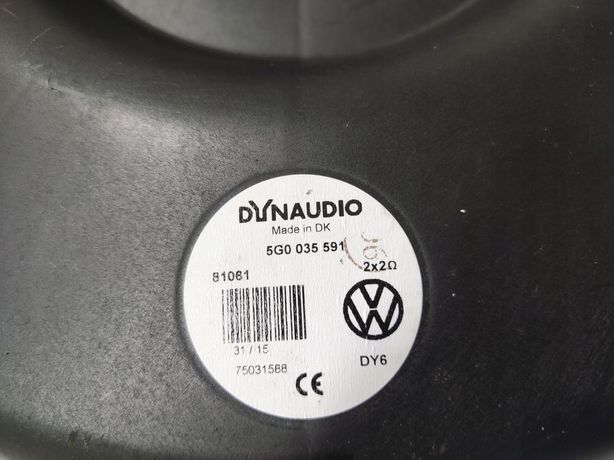 DYNAUDIO
Made in DK
5G0 035 591
2x2Ω
81061
31 / 15
75031588
DY6
CE